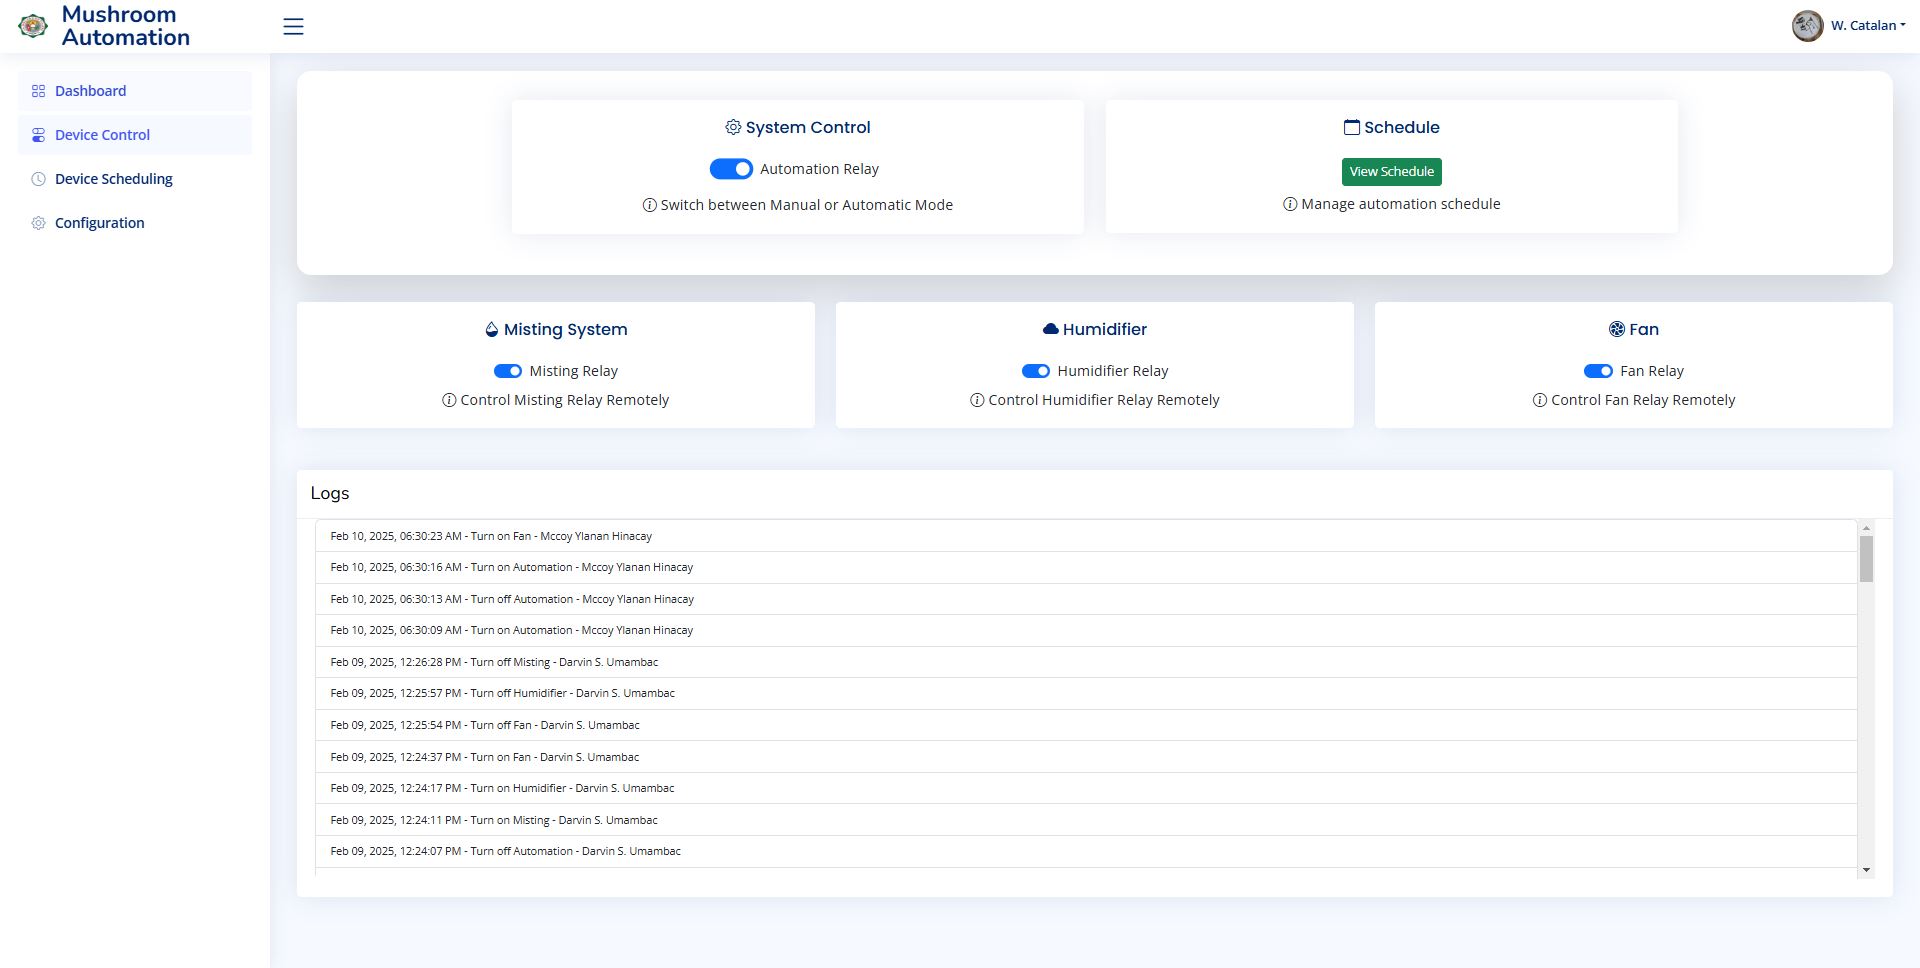 Mushroom
Automation
W. Catalan
Dashboard
Device Control
Device Scheduling
Configuration
System Control
Automation Relay
Switch between Manual or Automatic Mode
Schedule
View Schedule
Manage automation schedule
Misting System
Misting Relay
Control Misting Relay Remotely
Humidifier
Humidifier Relay
Control Humidifier Relay Remotely
Fan
Fan Relay
Control Fan Relay Remotely
Logs
Feb 10, 2025, 06:30:23 AM - Turn on Fan - Mccoy Ylanan Hinacay
Feb 10, 2025, 06:30:16 AM - Turn on Automation - Mccoy Ylanan Hinacay
Feb 10, 2025, 06:30:13 AM - Turn off Automation - Mccoy Ylanan Hinacay
Feb 10, 2025, 06:30:09 AM - Turn on Automation - Mccoy Ylanan Hinacay
Feb 09, 2025, 12:26:28 PM - Turn off Misting - Darvin S. Umambac
Feb 09, 2025, 12:25:57 PM - Turn off Humidifier - Darvin S. Umambac
Feb 09, 2025, 12:25:54 PM - Turn off Fan - Darvin S. Umambac
Feb 09, 2025, 12:24:37 PM - Turn on Fan - Darvin S. Umambac
Feb 09, 2025, 12:24:17 PM - Turn on Humidifier - Darvin S. Umambac
Feb 09, 2025, 12:24:11 PM - Turn on Misting - Darvin S. Umambac
Feb 09, 2025, 12:24:07 PM - Turn off Automation - Darvin S. Umambac